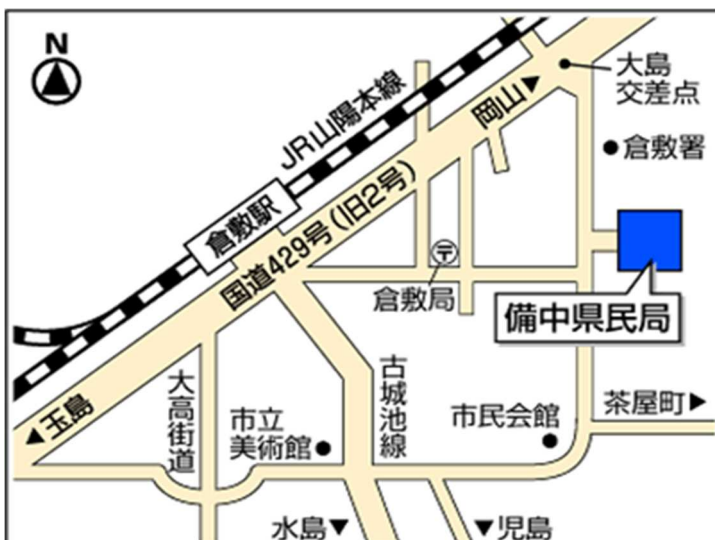 N
JR山陽本線
岡山▶
大島
交差点
倉敷署
倉敷駅
国道429号(旧2号)
〒
倉敷局
備中県民局
◀玉島
大高街道
市立
美術館
古城池線
市民会館
茶屋町▶
水島▼
▼児島